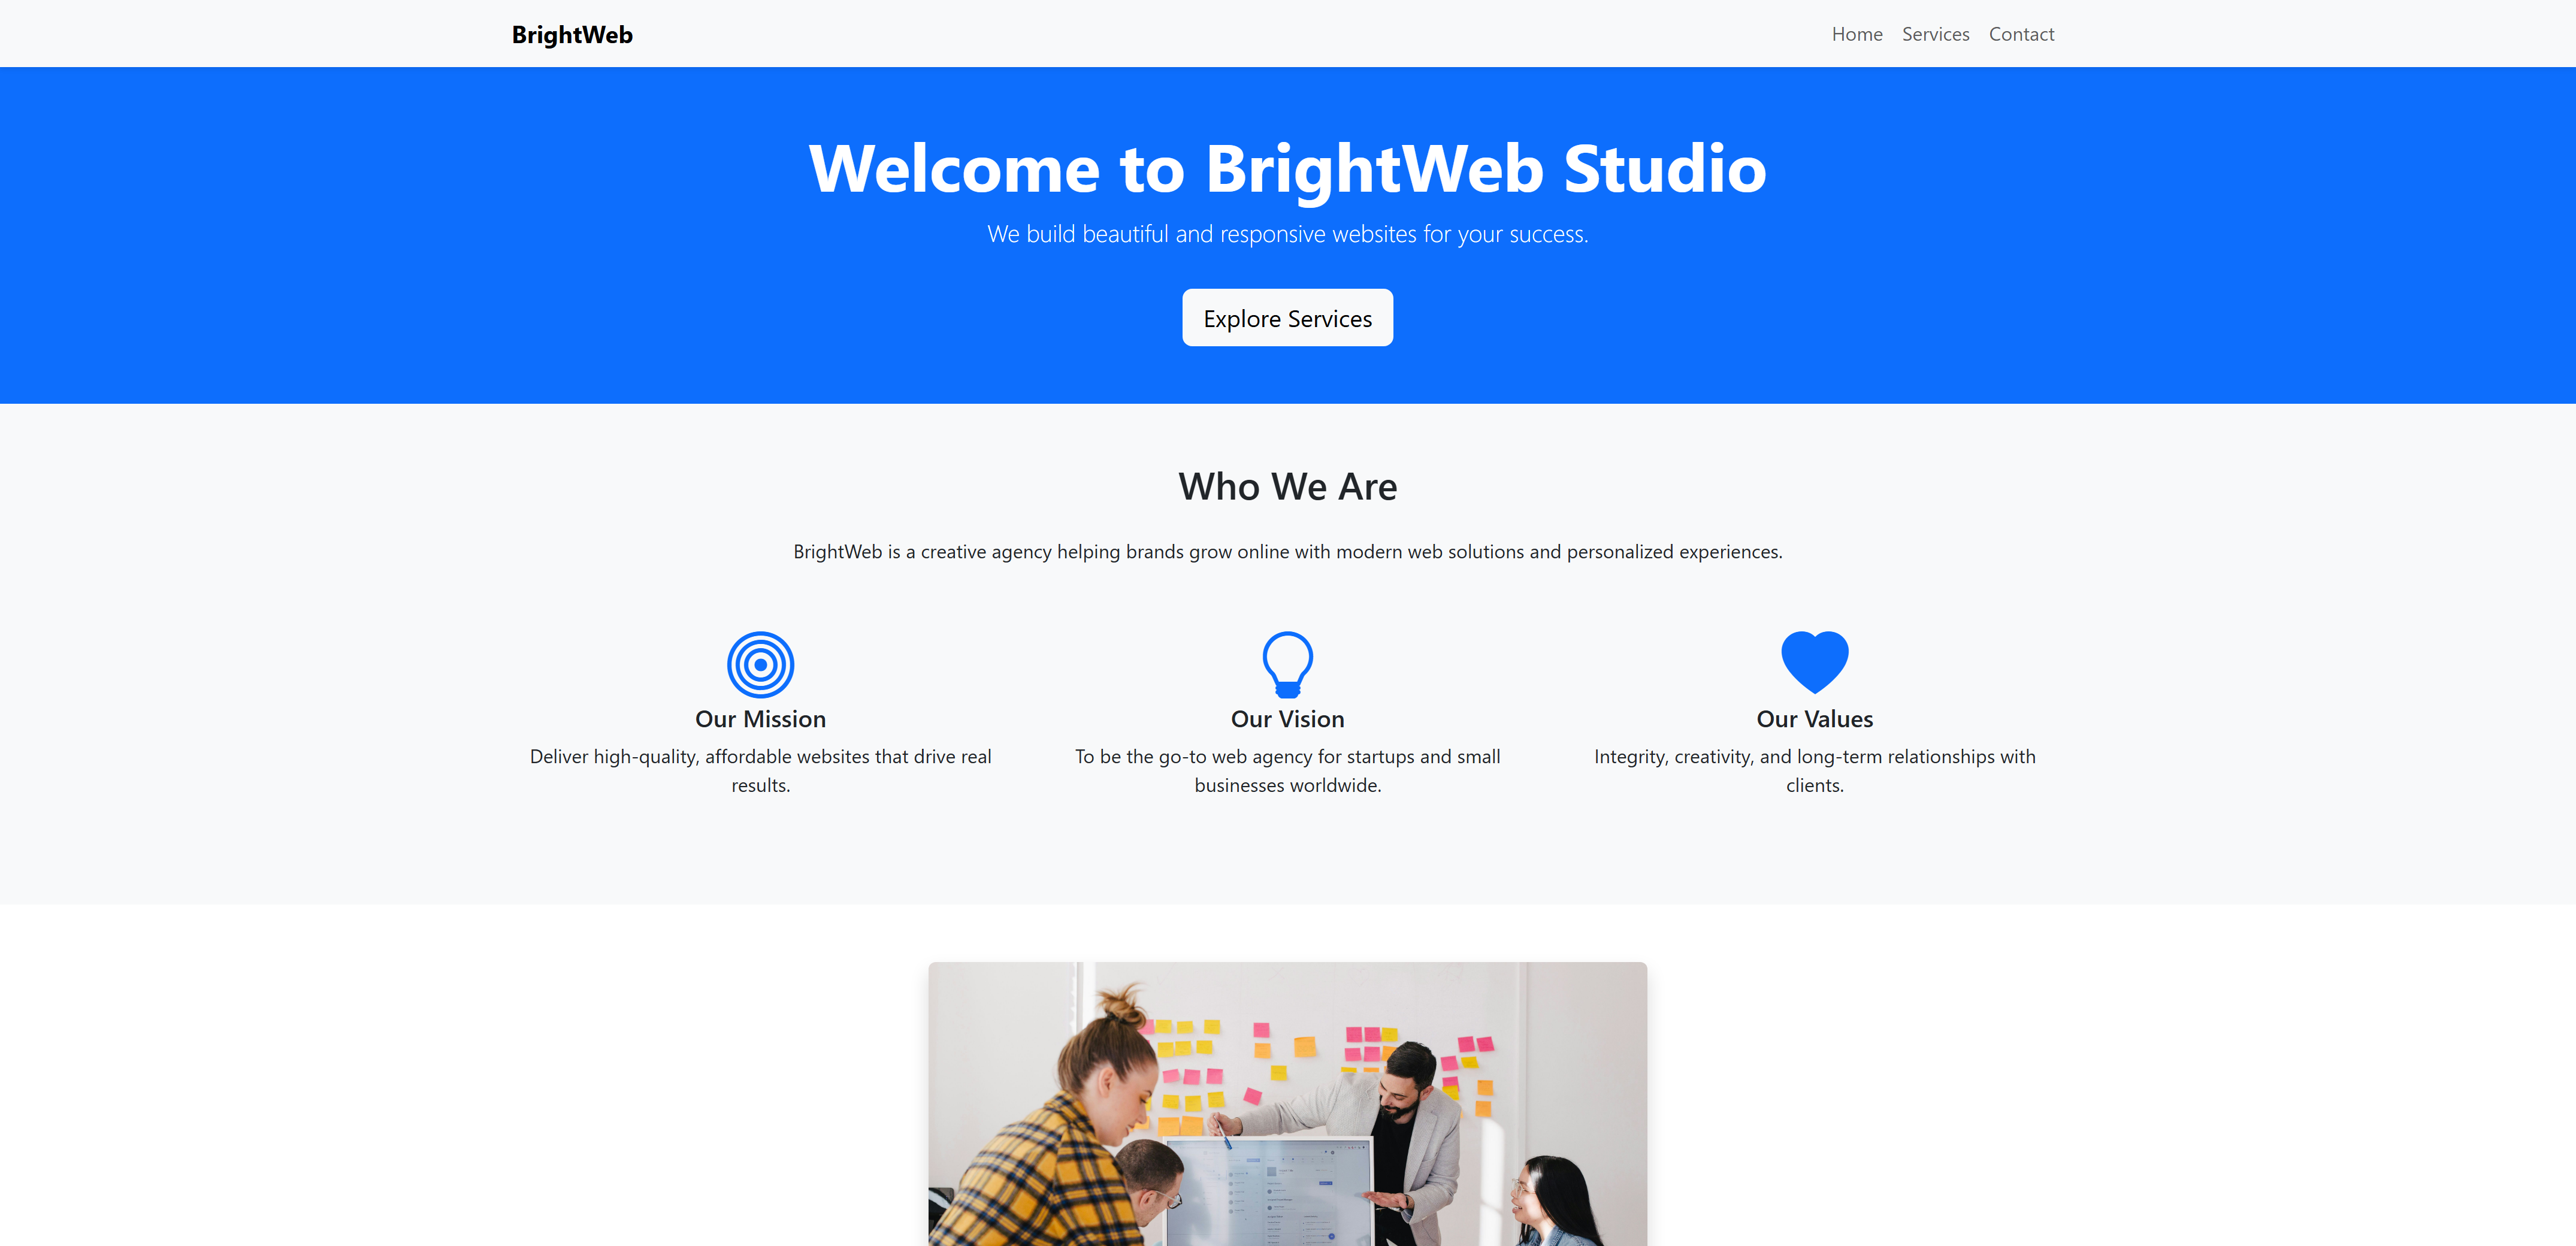 BrightWeb
Home Services Contact
Welcome to BrightWeb Studio
We build beautiful and responsive websites for your success.
Explore Services
Who We Are
BrightWeb is a creative agency helping brands grow online with modern web solutions and personalized experiences.
Our Mission
Deliver high-quality, affordable websites that drive real
results.
Our Vision
To be the go-to web agency for startups and small
businesses worldwide.
Our Values
Integrity, creativity, and long-term relationships with
clients.